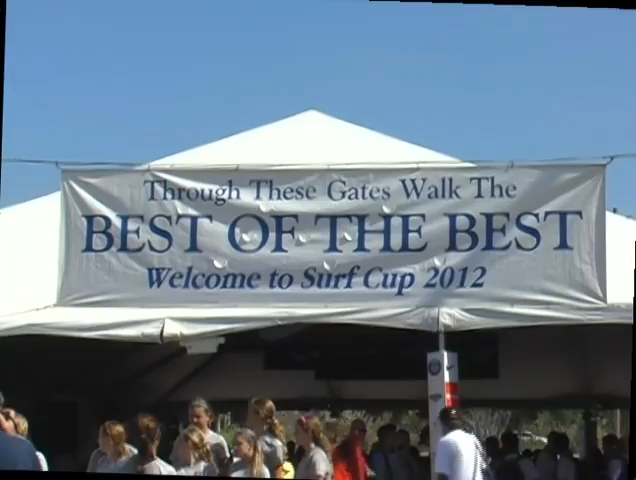 Through These Gates Walk The
BEST OF THE BEST
Welcome to Surf Cup 2012